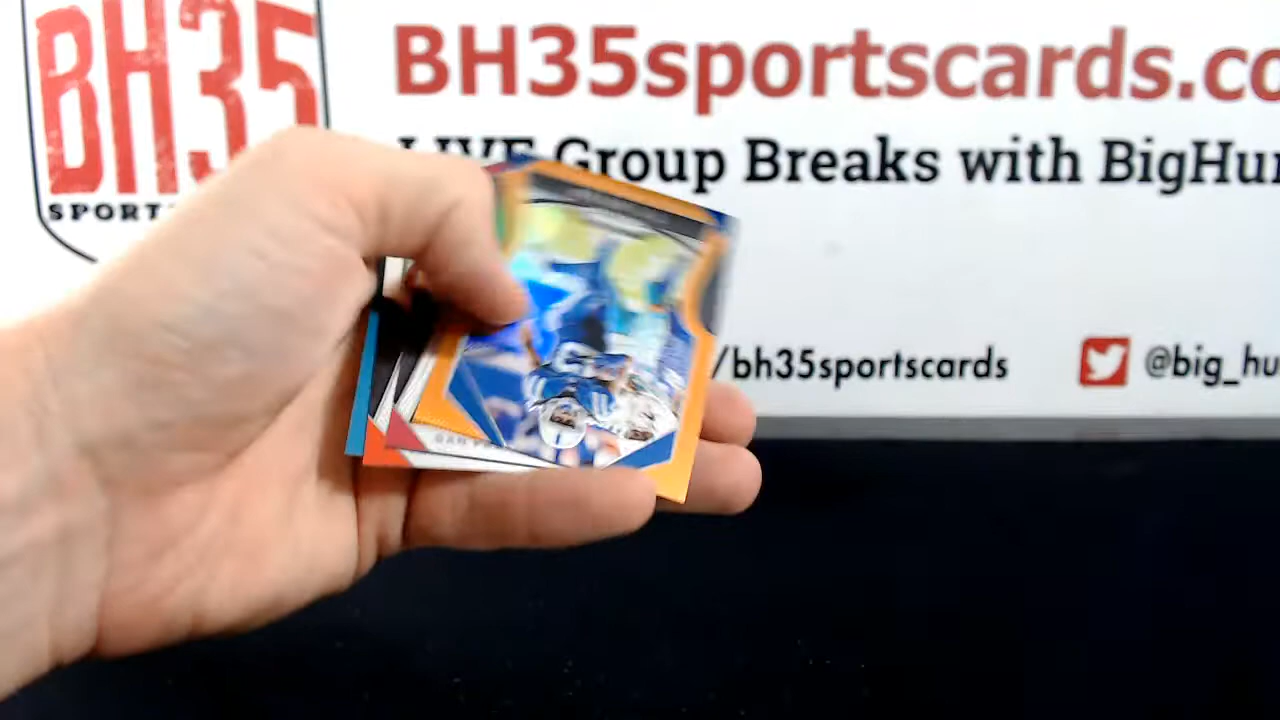 BH35
SPORT
BH35sportscards.co
LIVE Group Breaks with BigHu
/bh35sportscards
@big_hu